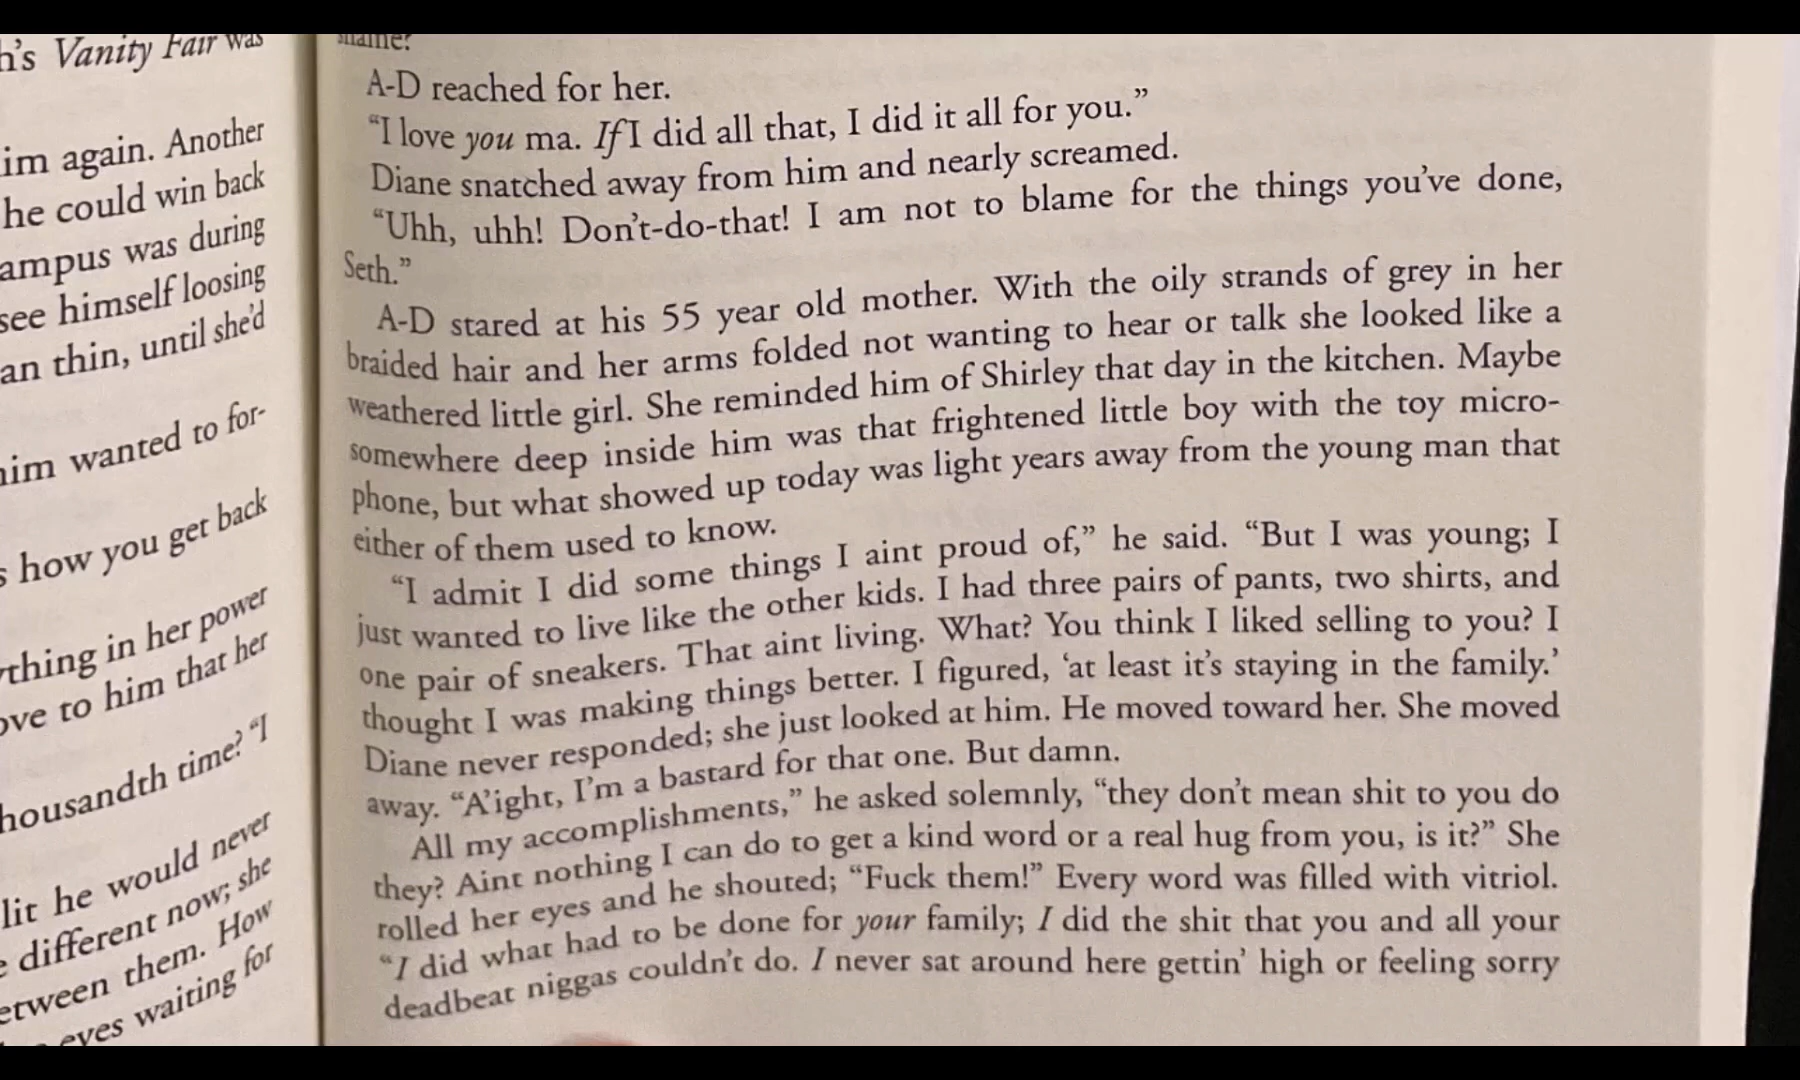 h's Vanity Fair was
im again. Another
he could win back
ampus was during
see himself loosing
an thin, until she'd
him wanted to for-
s how you get back
ything in her power
ove to him that her
housandth time? "I
lit he would never
e different now; she
etween them. How
eyes waiting for
shame?
A-D reached for her.
"I love you ma. If I did all that, I did it all for you."
Diane snatched away from him and nearly screamed.
"Uhh, uhh! Don't-do-that! I am not to blame for the things you've done,
Seth."
A-D stared at his 55 year old mother. With the oily strands of grey in her
braided hair and her arms folded not wanting to hear or talk she looked like a
weathered little girl. She reminded him of Shirley that day in the kitchen. Maybe
somewhere deep inside him was that frightened little boy with the toy micro-
phone, but what showed up today was light years away from the young man that
either of them used to know.
"I admit I did some things I aint proud of," he said. "But I was young; I
just wanted to live like the other kids. I had three pairs of pants, two shirts, and
one pair of sneakers. That aint living. What? You think I liked selling to you? I
thought I was making things better. I figured, 'at least it's staying in the family.'
Diane never responded; she just looked at him. He moved toward her. She moved
away. "A'ight, I'm a bastard for that one. But damn.
All my accomplishments," he asked solemnly, "they don't mean shit to you do
they? Aint nothing I can do to get a kind word or a real hug from you, is it?" She
rolled her eyes and he shouted; "Fuck them!" Every word was filled with vitriol.
"I did what had to be done for your family; I did the shit that you and all your
deadbeat niggas couldn't do. I never sat around here gettin' high or feeling sorry